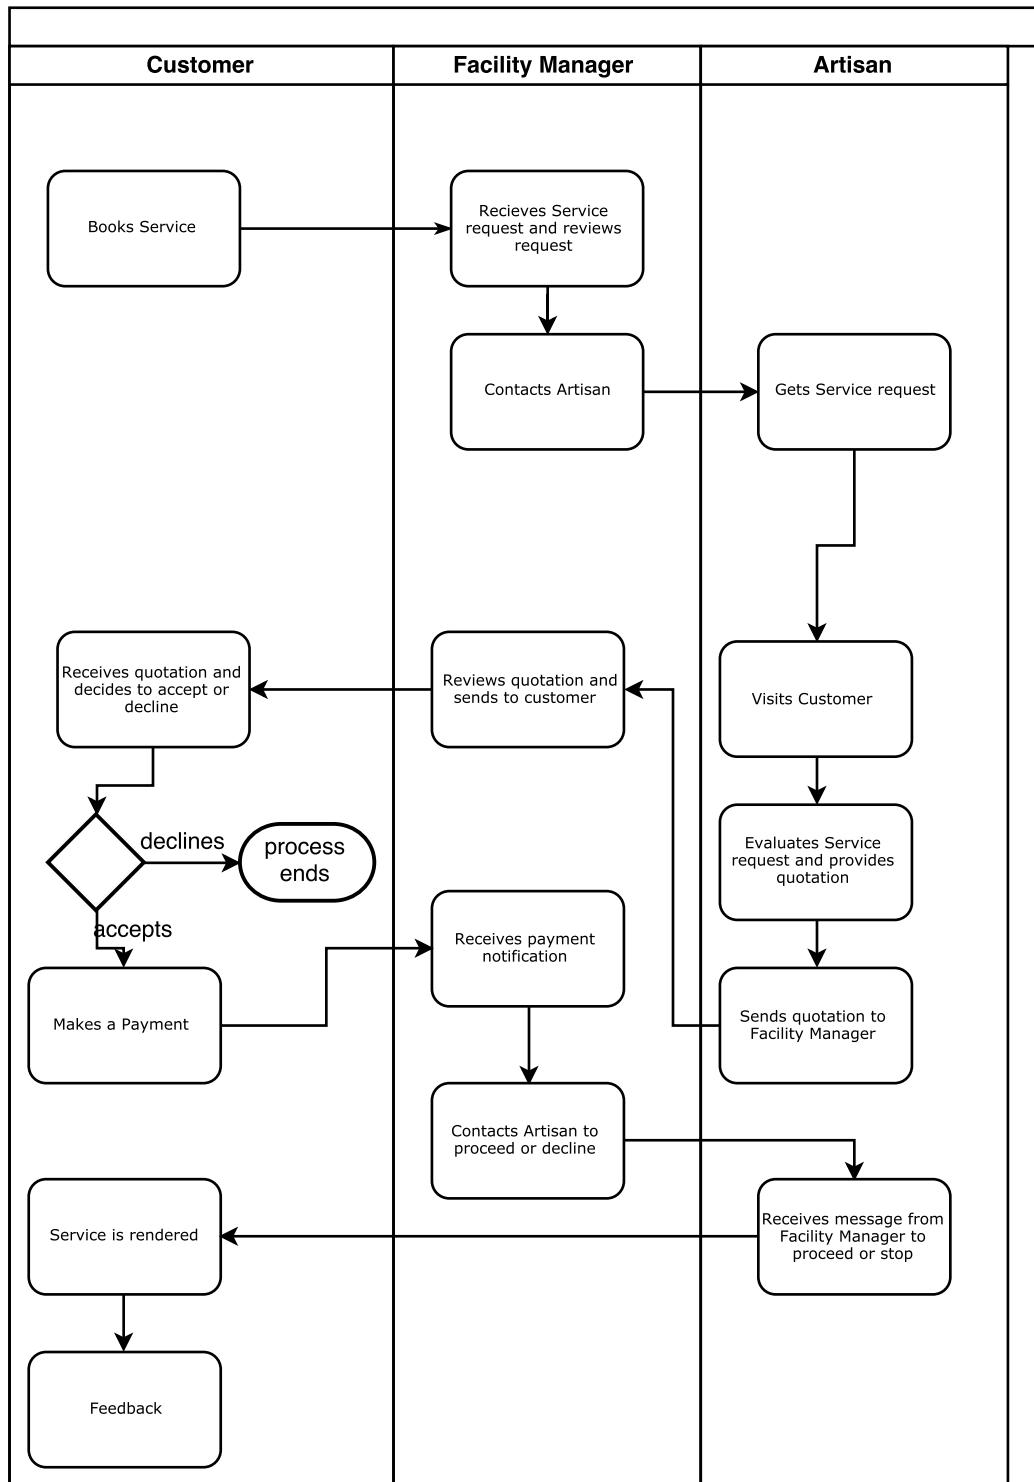 Customer
Facility Manager
Artisan
Books Service
Recieves Service
request and reviews
request
Contacts Artisan
Gets Service request
Receives quotation and
decides to accept or
decline
Reviews quotation and
sends to customer
Visits Customer
declines
process
ends
Evaluates Service
request and provides
quotation
accepts
Receives payment
notification
Makes a Payment
Sends quotation to
Facility Manager
Contacts Artisan to
proceed or decline
Service is rendered
Receives message from
Facility Manager to
proceed or stop
Feedback